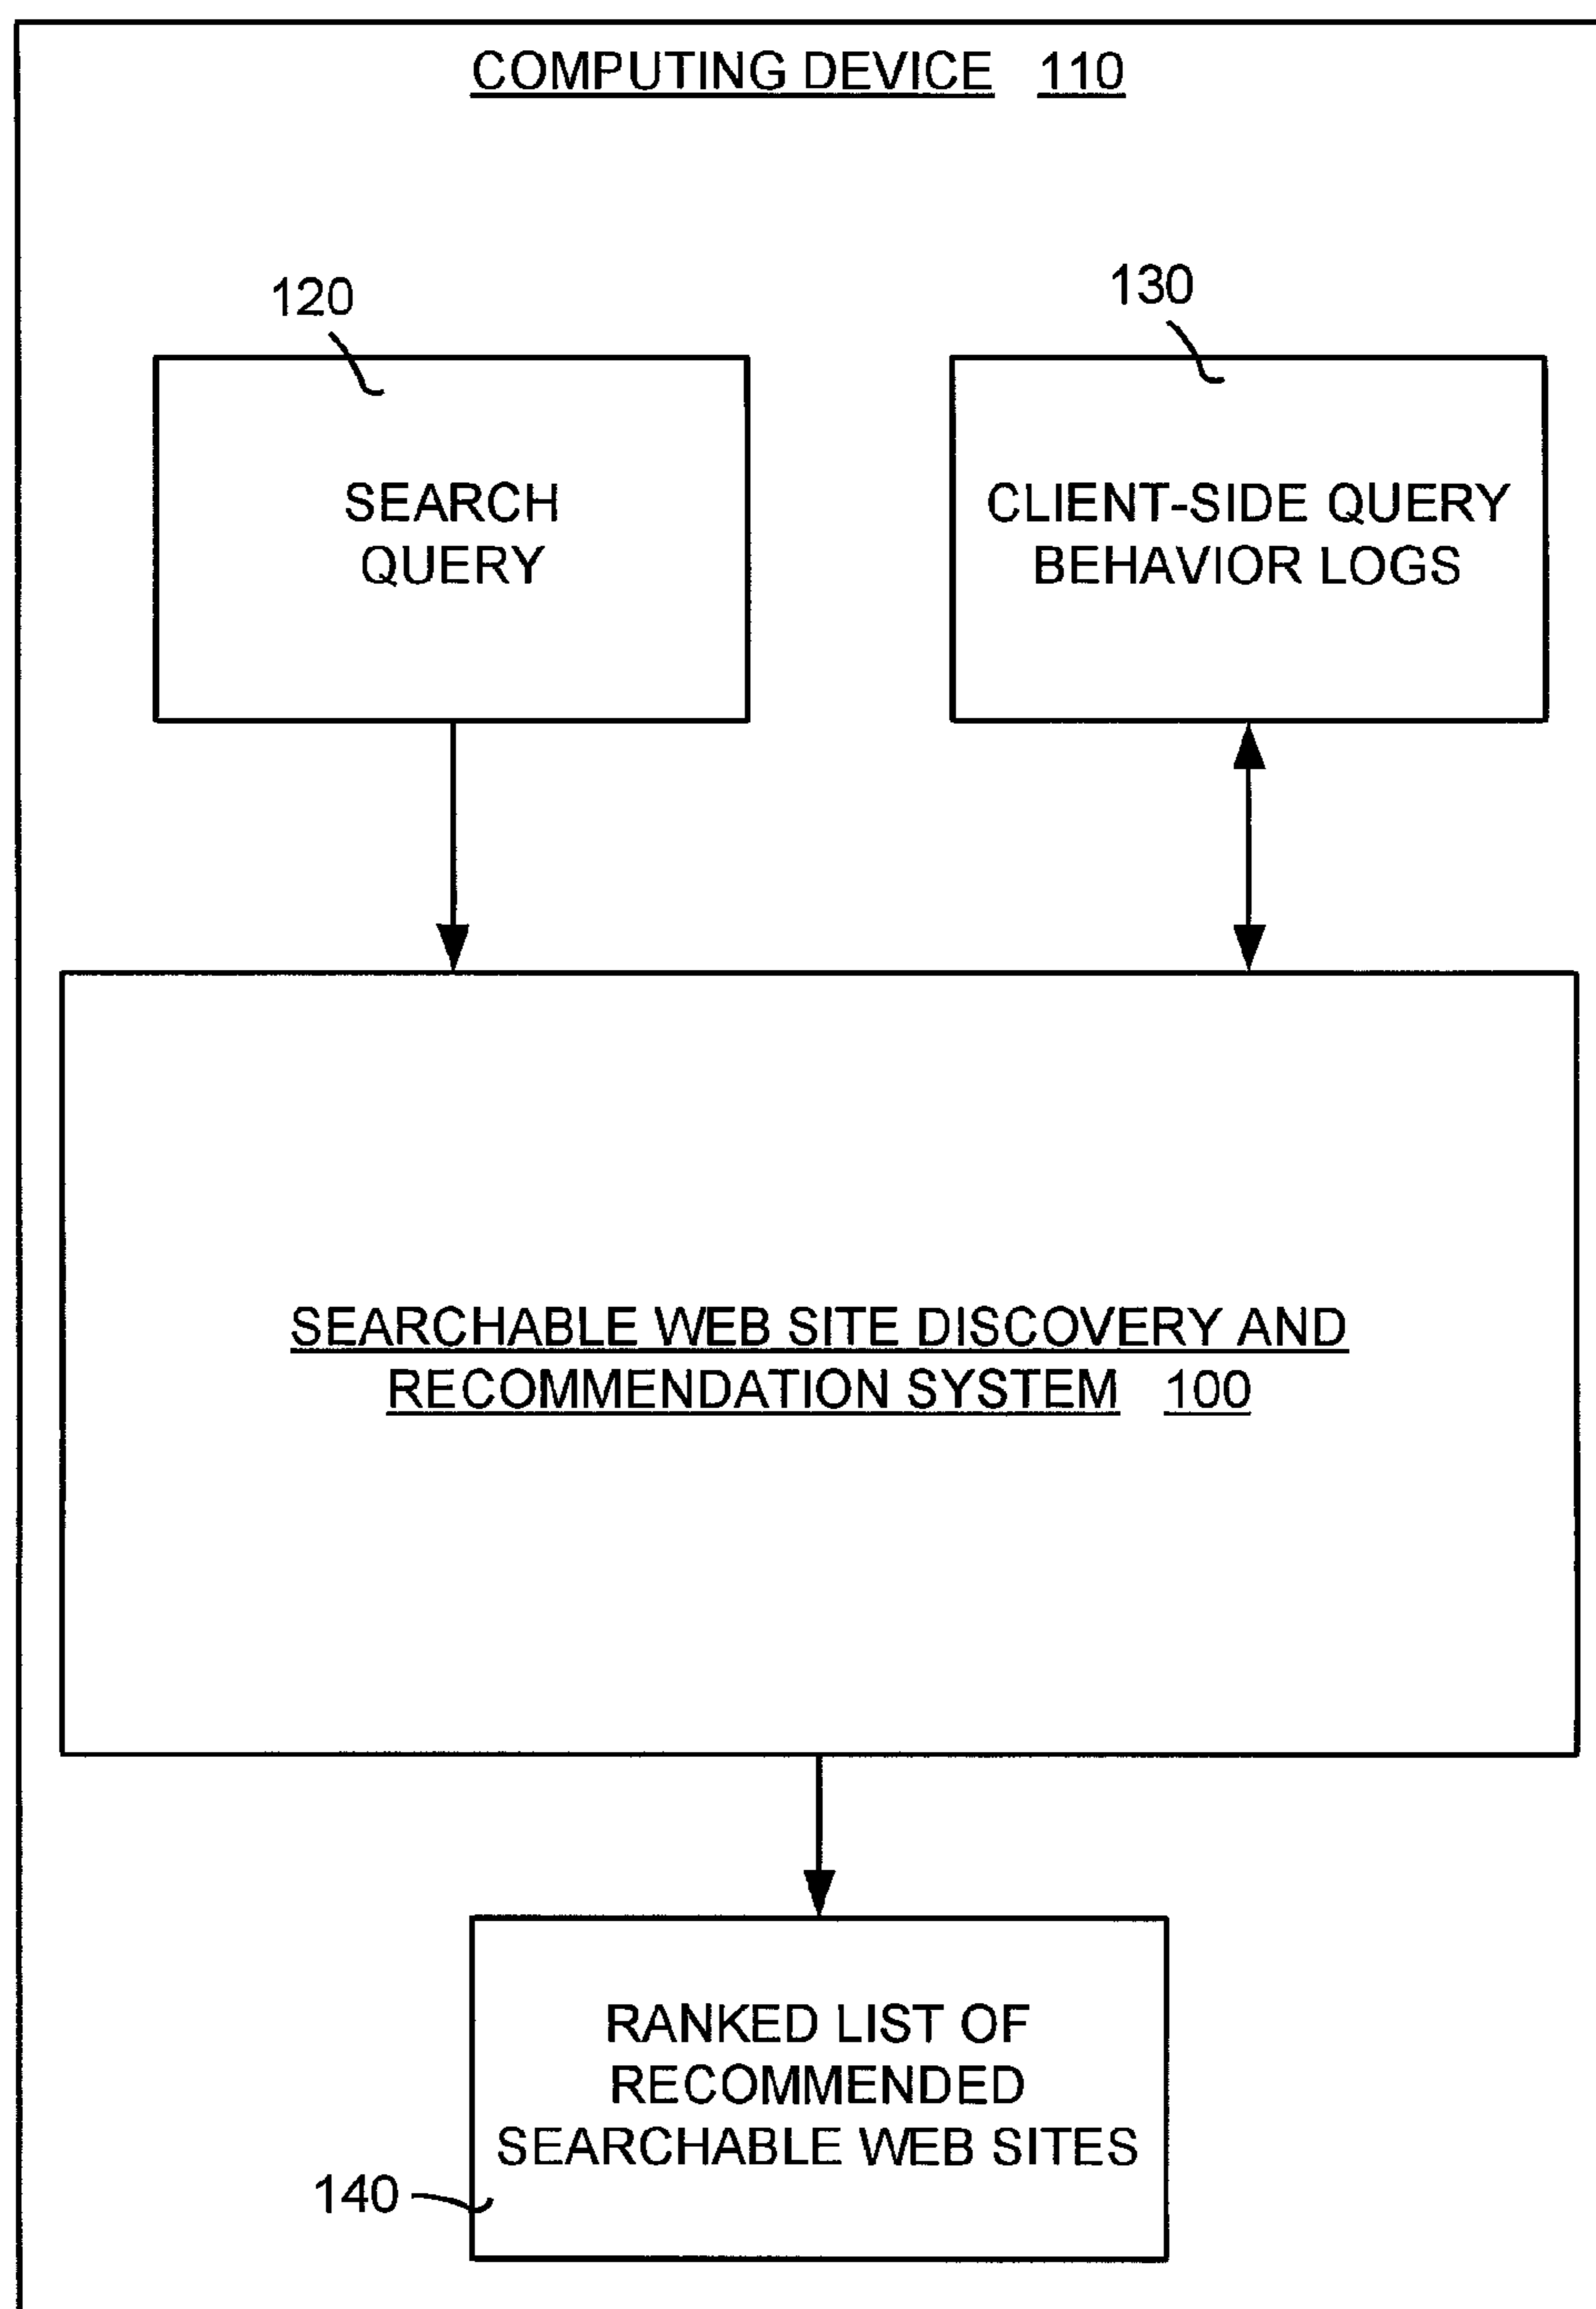 COMPUTING DEVICE 110
120
130
SEARCH
QUERY
CLIENT-SIDE QUERY
BEHAVIOR LOGS
SEARCHABLE WEB SITE DISCOVERY AND
RECOMMENDATION SYSTEM 100
RANKED LIST OF
RECOMMENDED
SEARCHABLE WEB SITES
140